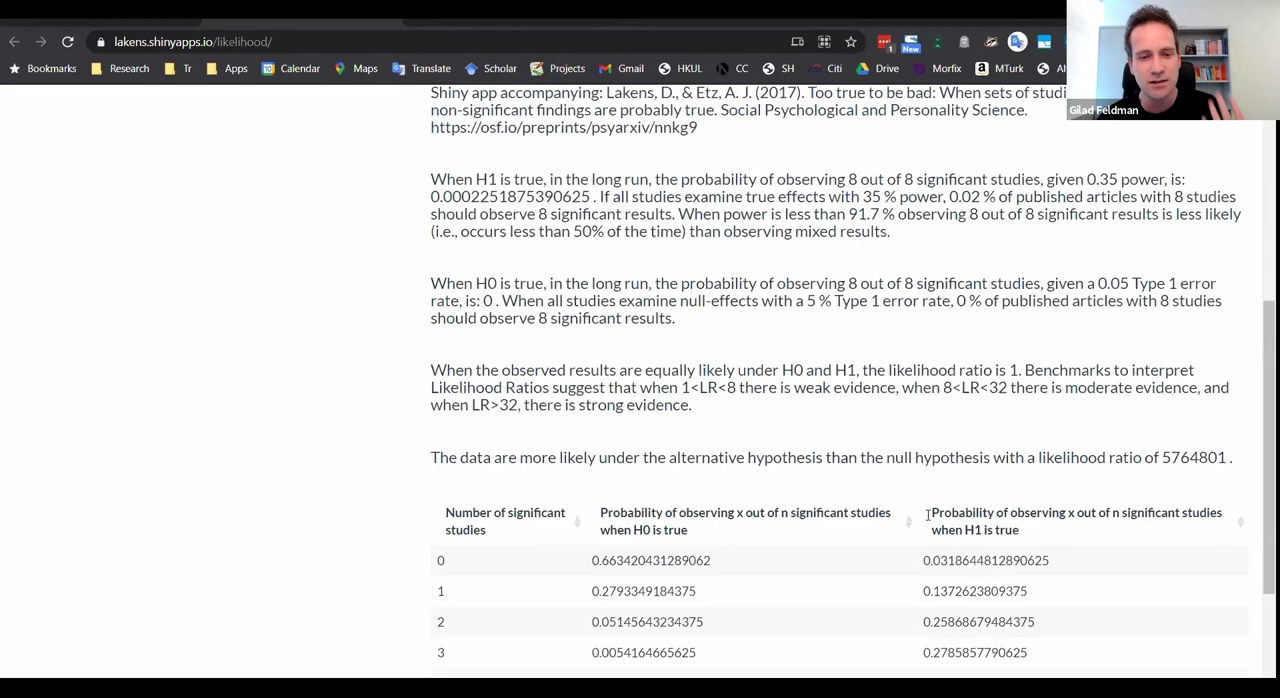 lakens.shinyapps.io/likelihood/
1
New
Bookmarks Research Tr Apps Calendar Maps Translate Scholar Projects Gmail HKUL CC SH Citi Drive Morfix MTurk
Gilad Feldman
Shiny app accompanying: Lakens, D., & Etz, A. J. (2017). Too true to be bad: When sets of
non-significant findings are probably true. Social Psychological and Personality Science.
https://osf.io/preprints/psyarxiv/nnkg9
When H1 is true, in the long run, the probability of observing 8 out of 8 significant studies, given 0.35 power, is:
0.0002251875390625 . If all studies examine true effects with 35 % power, 0.02 % of published articles with 8 studies
should observe 8 significant results. When power is less than 91.7 % observing 8 out of 8 significant results is less likely
(i.e., occurs less than 50% of the time) than observing mixed results.
When H0 is true, in the long run, the probability of observing 8 out of 8 significant studies, given a 0.05 Type 1 error
rate, is: 0 . When all studies examine null-effects with a 5 % Type 1 error rate, 0 % of published articles with 8 studies
should observe 8 significant results.
When the observed results are equally likely under H0 and H1, the likelihood ratio is 1. Benchmarks to interpret
Likelihood Ratios suggest that when 1<LR<8 there is weak evidence, when 8<LR<32 there is moderate evidence, and
when LR>32, there is strong evidence.
The data are more likely under the alternative hypothesis than the null hypothesis with a likelihood ratio of 5764801 .
Number of significant studies
Probability of observing x out of n significant studies when H0 is true
Probability of observing x out of n significant studies when H1 is true
0 0.663420431289062 0.0318644812890625
1 0.2793349184375 0.1372623809375
2 0.05145643234375 0.25868679484375
3 0.0054164665625 0.2785857790625